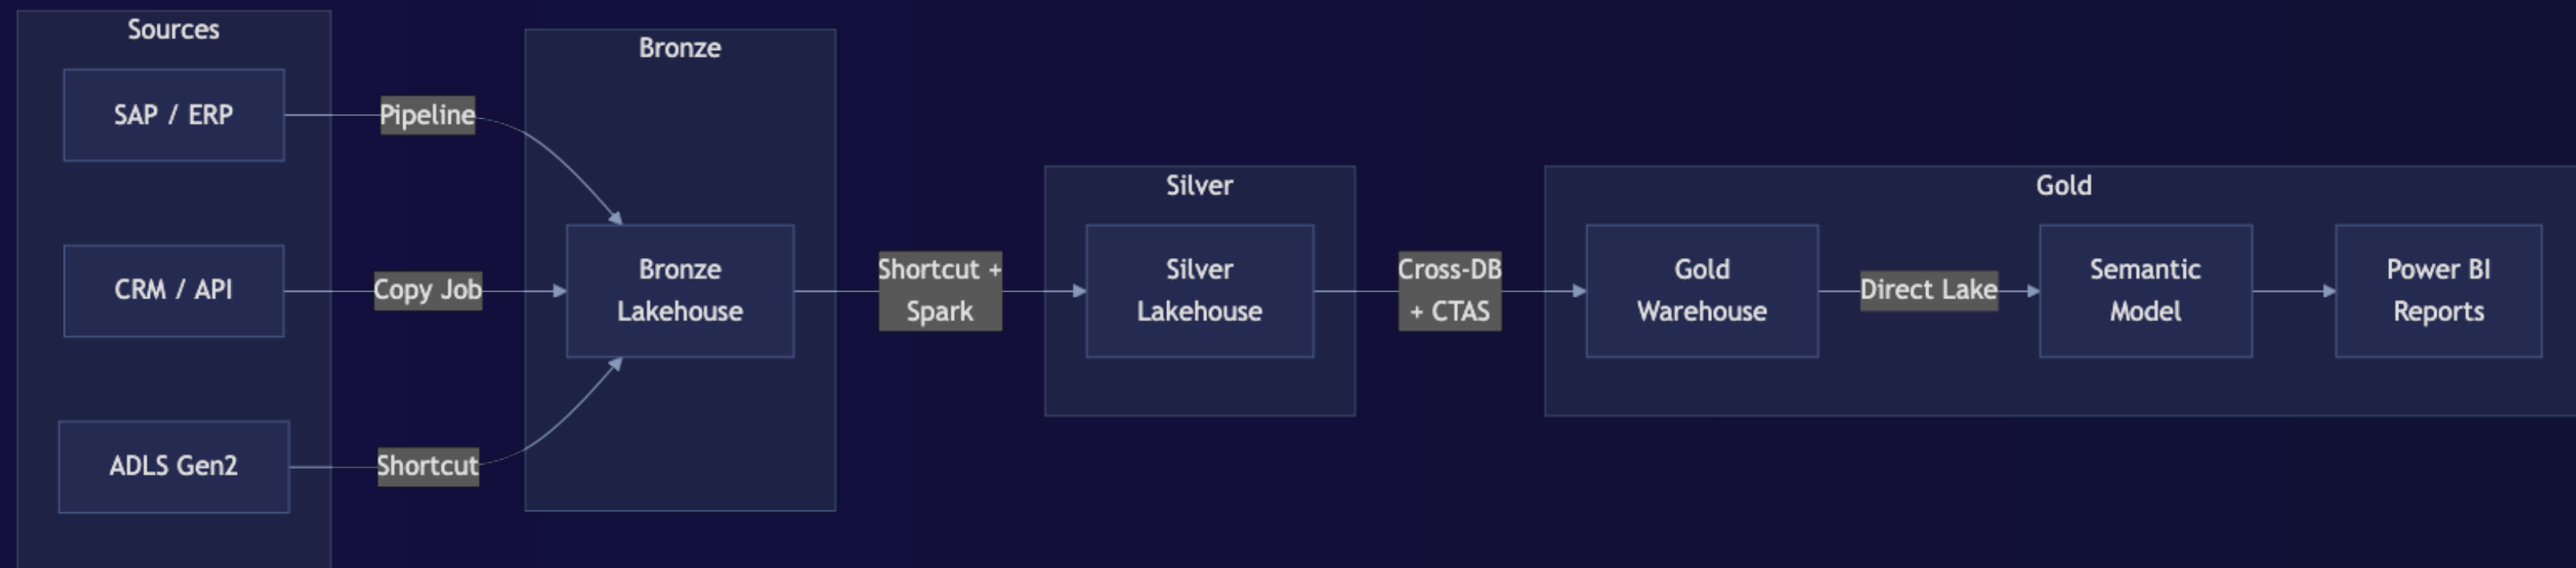 Sources
SAP / ERP
CRM / API
ADLS Gen2
Pipeline
Copy Job
Shortcut
Bronze
Bronze
Lakehouse
Shortcut +
Spark
Silver
Silver
Lakehouse
Cross-DB
+ CTAS
Gold
Gold
Warehouse
Direct Lake
Semantic
Model
Power BI
Reports